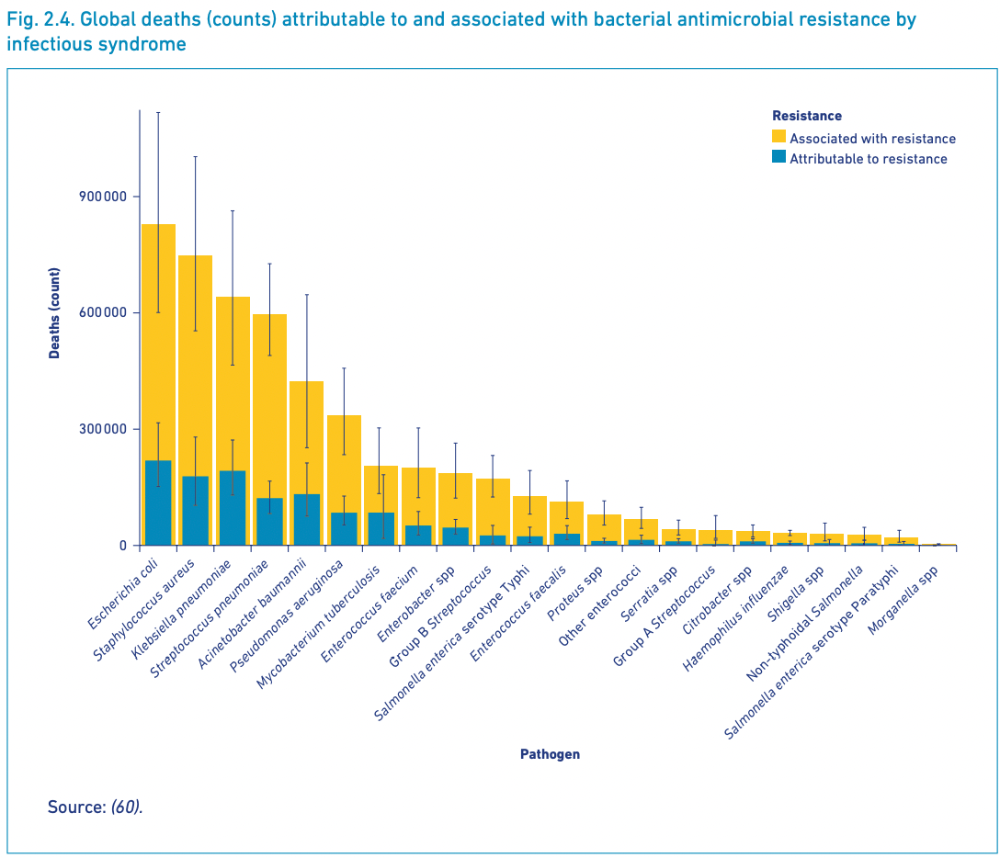 Fig. 2.4. Global deaths (counts) attributable to and associated with bacterial antimicrobial resistance by
infectious syndrome
Resistance
Associated with resistance
Attributable to resistance
Deaths (count)
900 000
600 000
300 000
0
Escherichia coli
Staphylococcus aureus
Klebsiella pneumoniae
Streptococcus pneumoniae
Acinetobacter baumannii
Pseudomonas aeruginosa
Mycobacterium tuberculosis
Enterococcus faecium
Enterobacter spp
Group B Streptococcus
Salmonella enterica serotype Typhi
Enterococcus faecalis
Proteus spp
Other enterococci
Serratia spp
Group A Streptococcus
Citrobacter spp
Haemophilus influenzae
Shigella spp
Non-typhoidal Salmonella
Salmonella enterica serotype Paratyphi
Morganella spp
Pathogen
Source: (60).